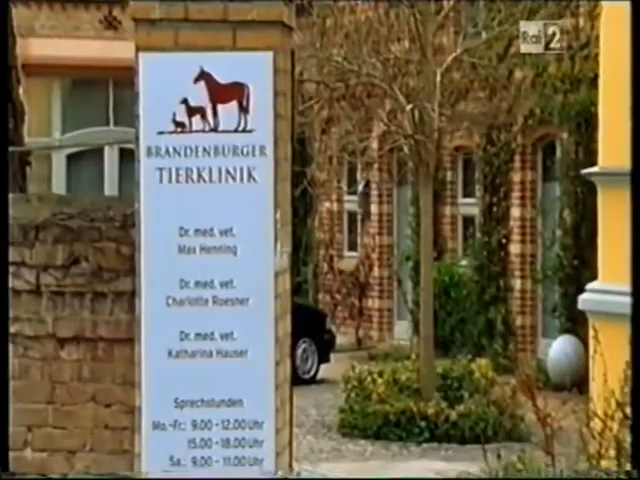 Rai 2
BRANDENBURGER
TIERKLINIK
Dr. med. vet.
Max Henning
Dr. med. vet.
Charlotte Roesner
Dr. med. vet.
Katharina Hauser
Sprechstunden
Mo.-Fr.: 9.00 - 12.00 Uhr
15.00 - 18.00 Uhr
Sa.: 9.00 - 11.00 Uhr